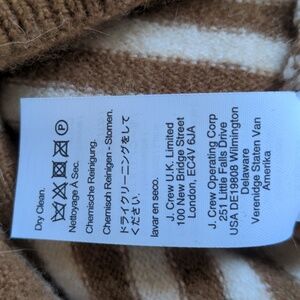 Dry Clean.
Nettoyage À Sec.
Chemische Reinigung.
Chemisch Reinigen - Stomen.
ドライクリーニングをして
ください.
lavar en seco.
J. Crew U.K. Limited
100 New Bridge Street
London, EC4V 6JA
J. Crew Operating Corp
251 Little Falls Drive
USA DE19808 Wilmington
Delaware
Verenidge Staten Van
Amerika